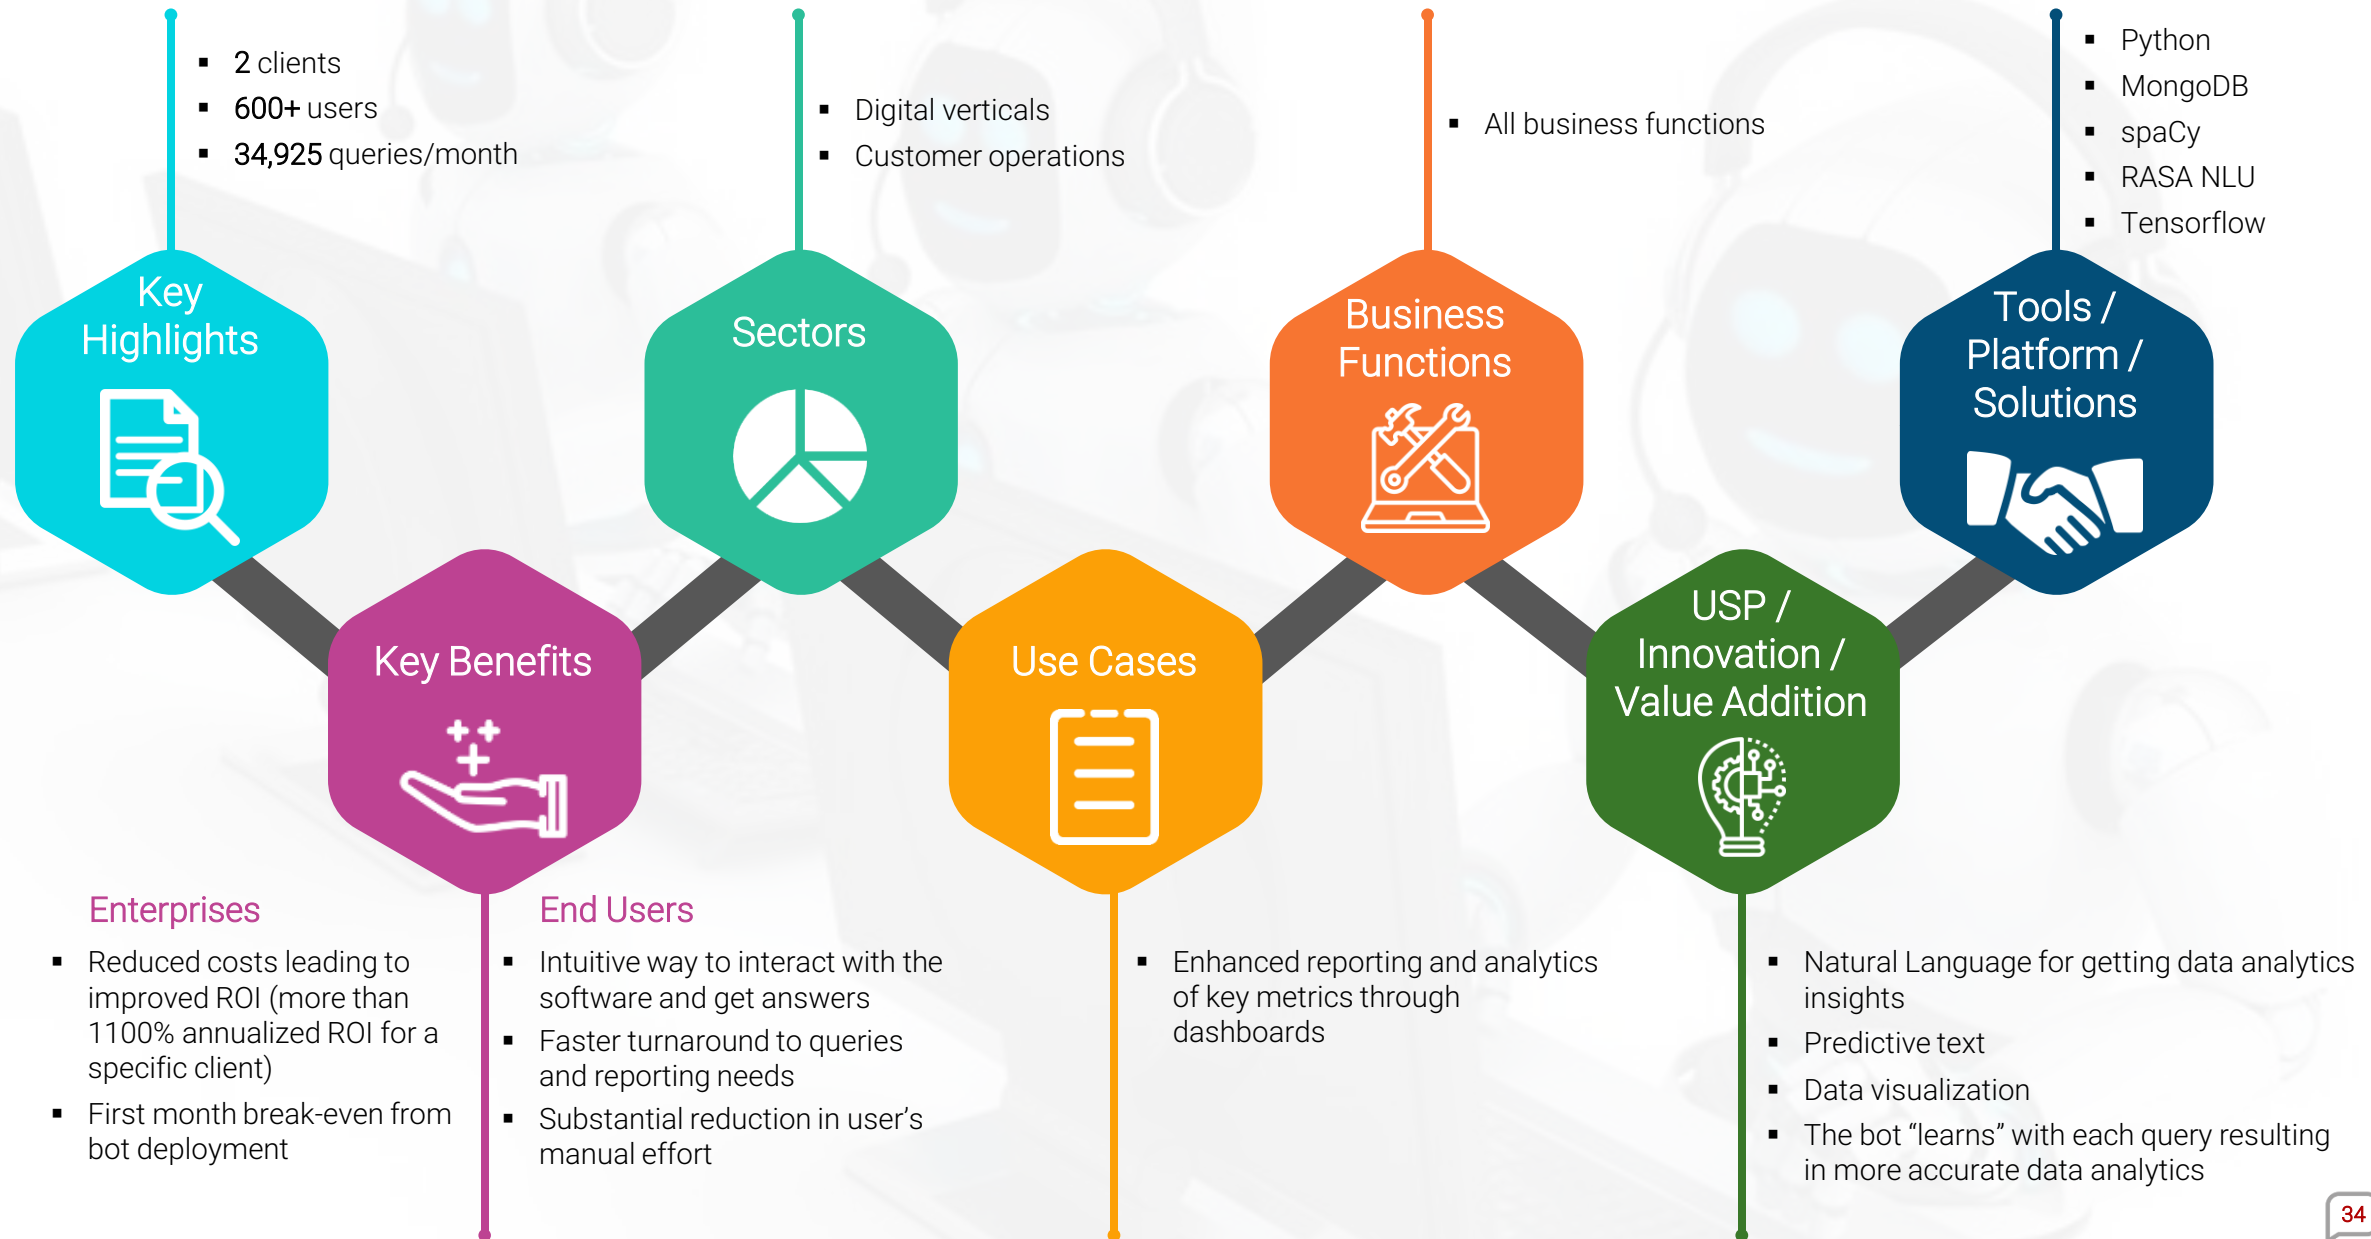 2 clients
600+ users
34,925 queries/month
Key
Highlights
Enterprises
Reduced costs leading to
improved ROI (more than
1100% annualized ROI for a
specific client)
First month break-even from
bot deployment
Key Benefits
End Users
Intuitive way to interact with the
software and get answers
Faster turnaround to queries
and reporting needs
Substantial reduction in user’s
manual effort
Digital verticals
Customer operations
Sectors
Use Cases
Enhanced reporting and analytics
of key metrics through
dashboards
All business functions
Business
Functions
USP /
Innovation /
Value Addition
Natural Language for getting data analytics
insights
Predictive text
Data visualization
The bot “learns” with each query resulting
in more accurate data analytics
Python
MongoDB
spaCy
RASA NLU
Tensorflow
Tools /
Platform /
Solutions
34